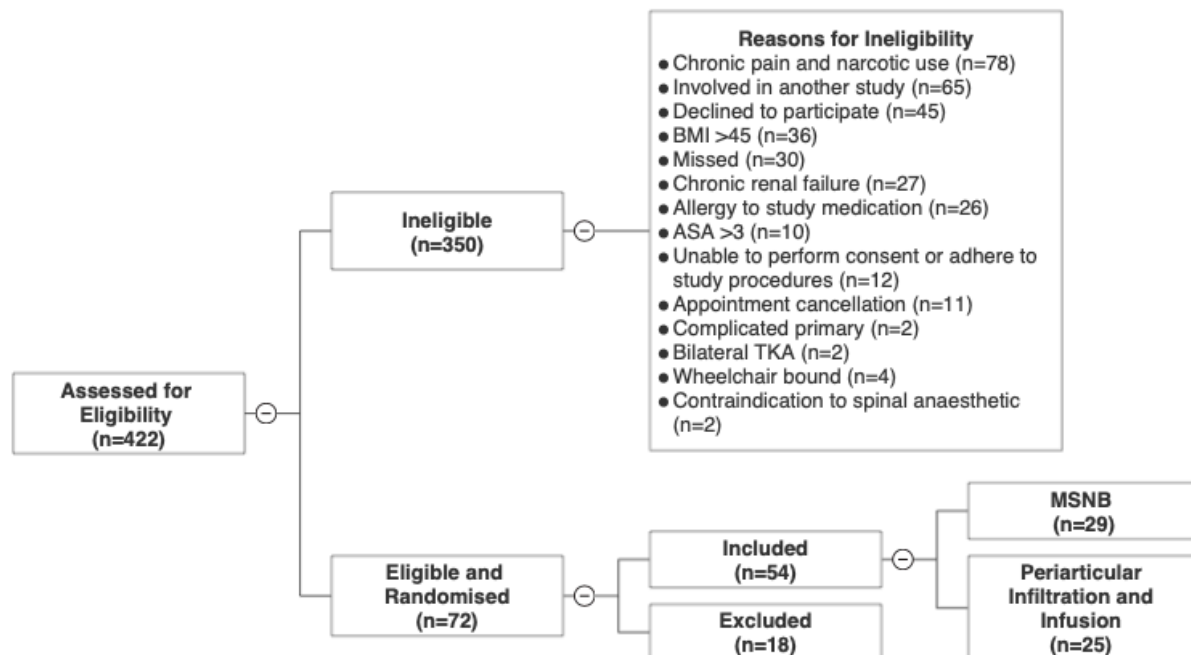 Reasons for Ineligibility
● Chronic pain and narcotic use (n=78)
● Involved in another study (n=65)
● Declined to participate (n=45)
● BMI >45 (n=36)
● Missed (n=30)
● Chronic renal failure (n=27)
● Allergy to study medication (n=26)
● ASA >3 (n=10)
● Unable to perform consent or adhere to
study procedures (n=12)
● Appointment cancellation (n=11)
● Complicated primary (n=2)
● Bilateral TKA (n=2)
● Wheelchair bound (n=4)
● Contraindication to spinal anaesthetic
(n=2)
Ineligible
(n=350)
Assessed for
Eligibility
(n=422)
Eligible and
Randomised
(n=72)
Included
(n=54)
Excluded
(n=18)
MSNB
(n=29)
Periarticular
Infiltration and
Infusion
(n=25)